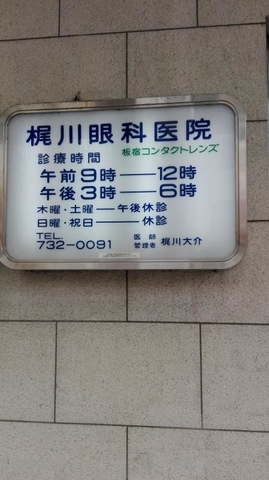 梶川眼科医院
板宿コンタクトレンズ
診療時間
午前9時――12時
午後3時――6時
木曜・土曜――午後休診
日曜・祝日――休診
TEL 732-0091
医師 管理者 梶川大介